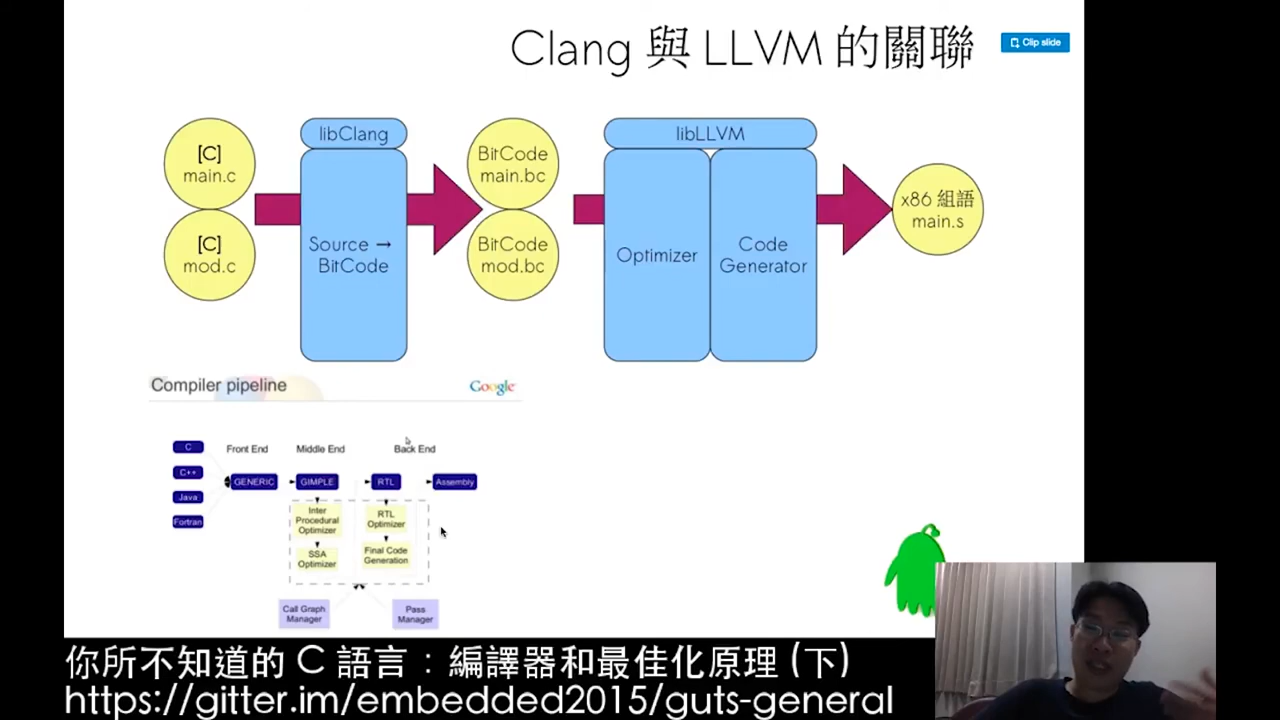 Clang 與 LLVM 的關聯
Clip slide
[C]
main.c
[C]
mod.c
libClang
Source →
BitCode
BitCode
main.bc
BitCode
mod.bc
libLLVM
Optimizer
Code
Generator
x86 組語
main.s
Compiler pipeline
Google
Front End
Middle End
Back End
C
C++
Java
Fortran
GENERIC
GIMPLE
RTL
Assembly
Inter
Procedural
Optimizer
SSA
Optimizer
RTL
Optimizer
Final Code
Generation
Call Graph
Manager
Pass
Manager
你所不知道的 C 語言：編譯器和最佳化原理 (下)
https://gitter.im/embedded2015/guts-general